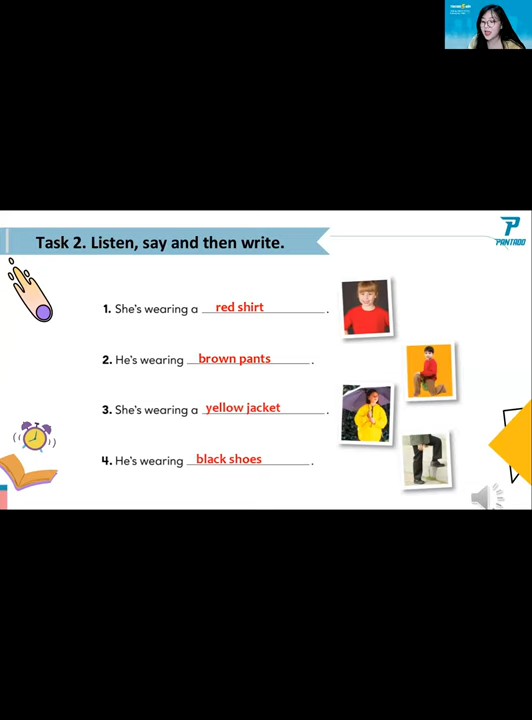 PANTADO
Task 2. Listen, say and then write.
1. She's wearing a red shirt.
2. He's wearing brown pants.
3. She's wearing a yellow jacket.
4. He's wearing black shoes.